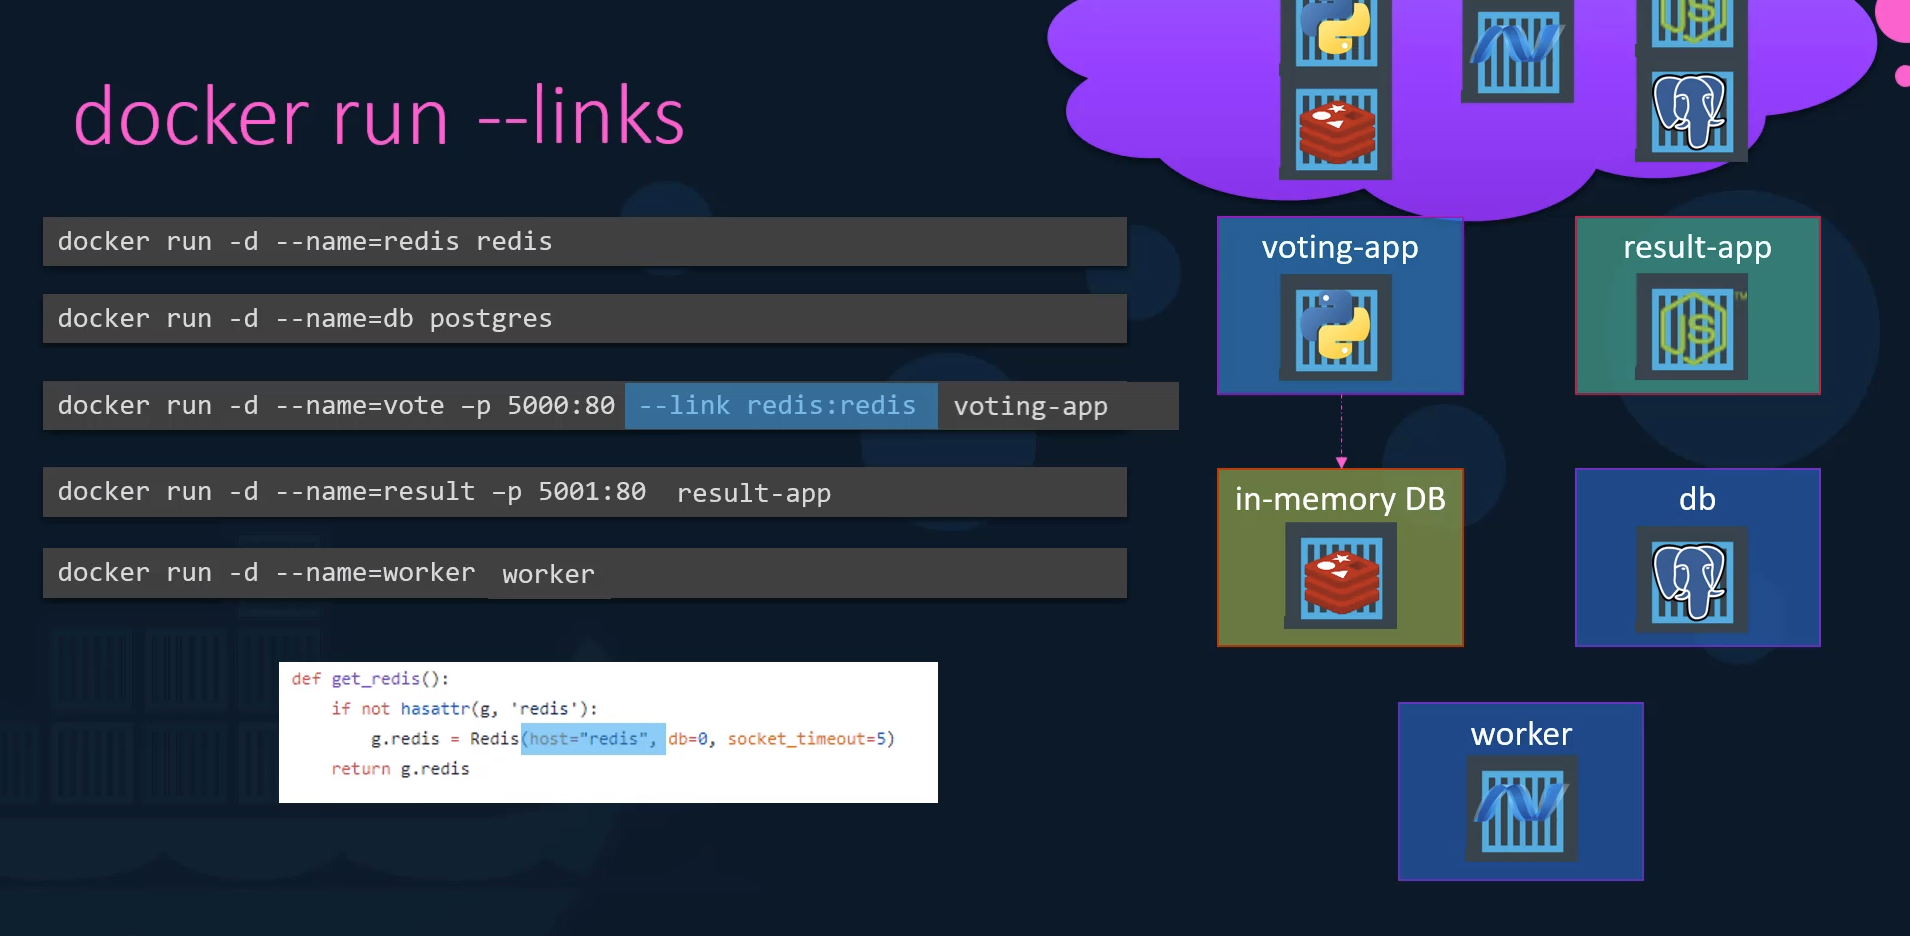 docker run --links
docker run -d --name=redis redis
docker run -d --name=db postgres
docker run -d --name=vote –p 5000:80 --link redis:redis voting-app
docker run -d --name=result –p 5001:80 result-app
docker run -d --name=worker worker
def get_redis():
    if not hasattr(g, 'redis'):
        g.redis = Redis(host="redis", db=0, socket_timeout=5)
    return g.redis
JS
voting-app
result-app
JS TM
in-memory DB
db
worker